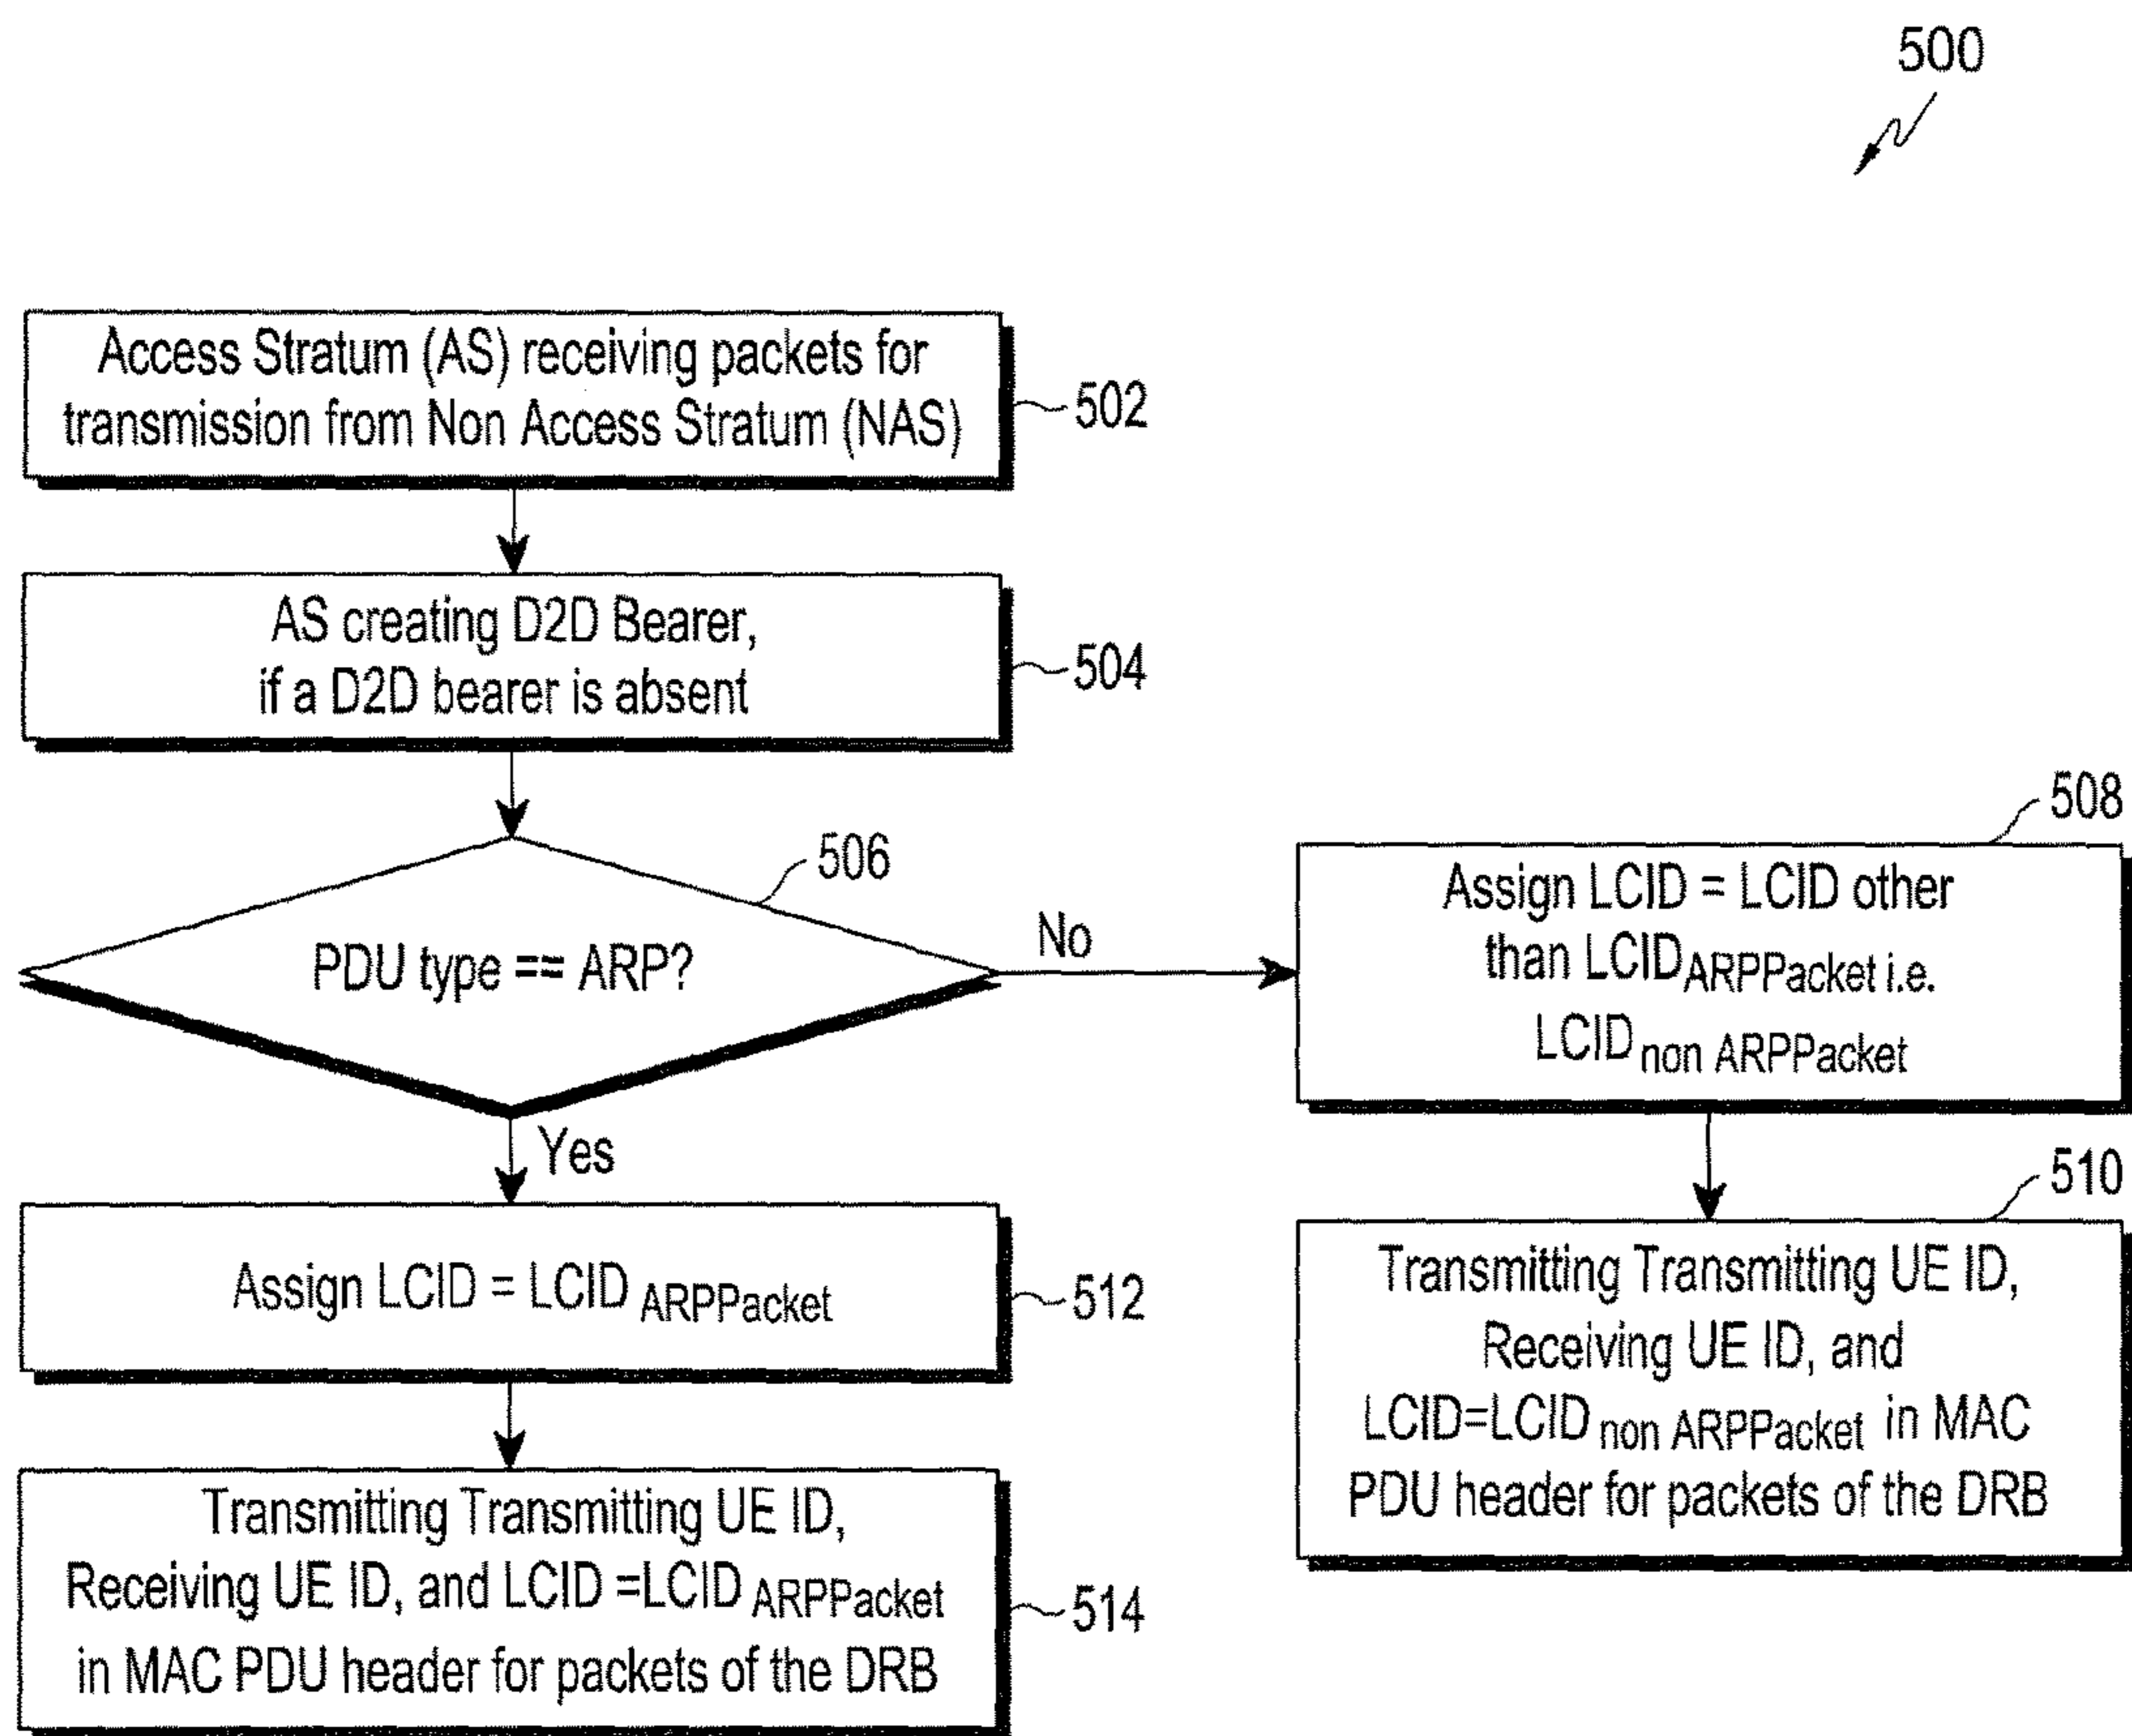 500
Access Stratum (AS) receiving packets for
transmission from Non Access Stratum (NAS)
502
AS creating D2D Bearer,
if a D2D bearer is absent
504
506
PDU type == ARP?
No
Yes
508
Assign LCID = LCID other
than LCID ARPPacket i.e.
LCID non ARPPacket
510
Transmitting Transmitting UE ID,
Receiving UE ID, and
LCID=LCID non ARPPacket in MAC
PDU header for packets of the DRB
Assign LCID = LCID ARPPacket
512
Transmitting Transmitting UE ID,
Receiving UE ID, and LCID =LCID ARPPacket
in MAC PDU header for packets of the DRB
514